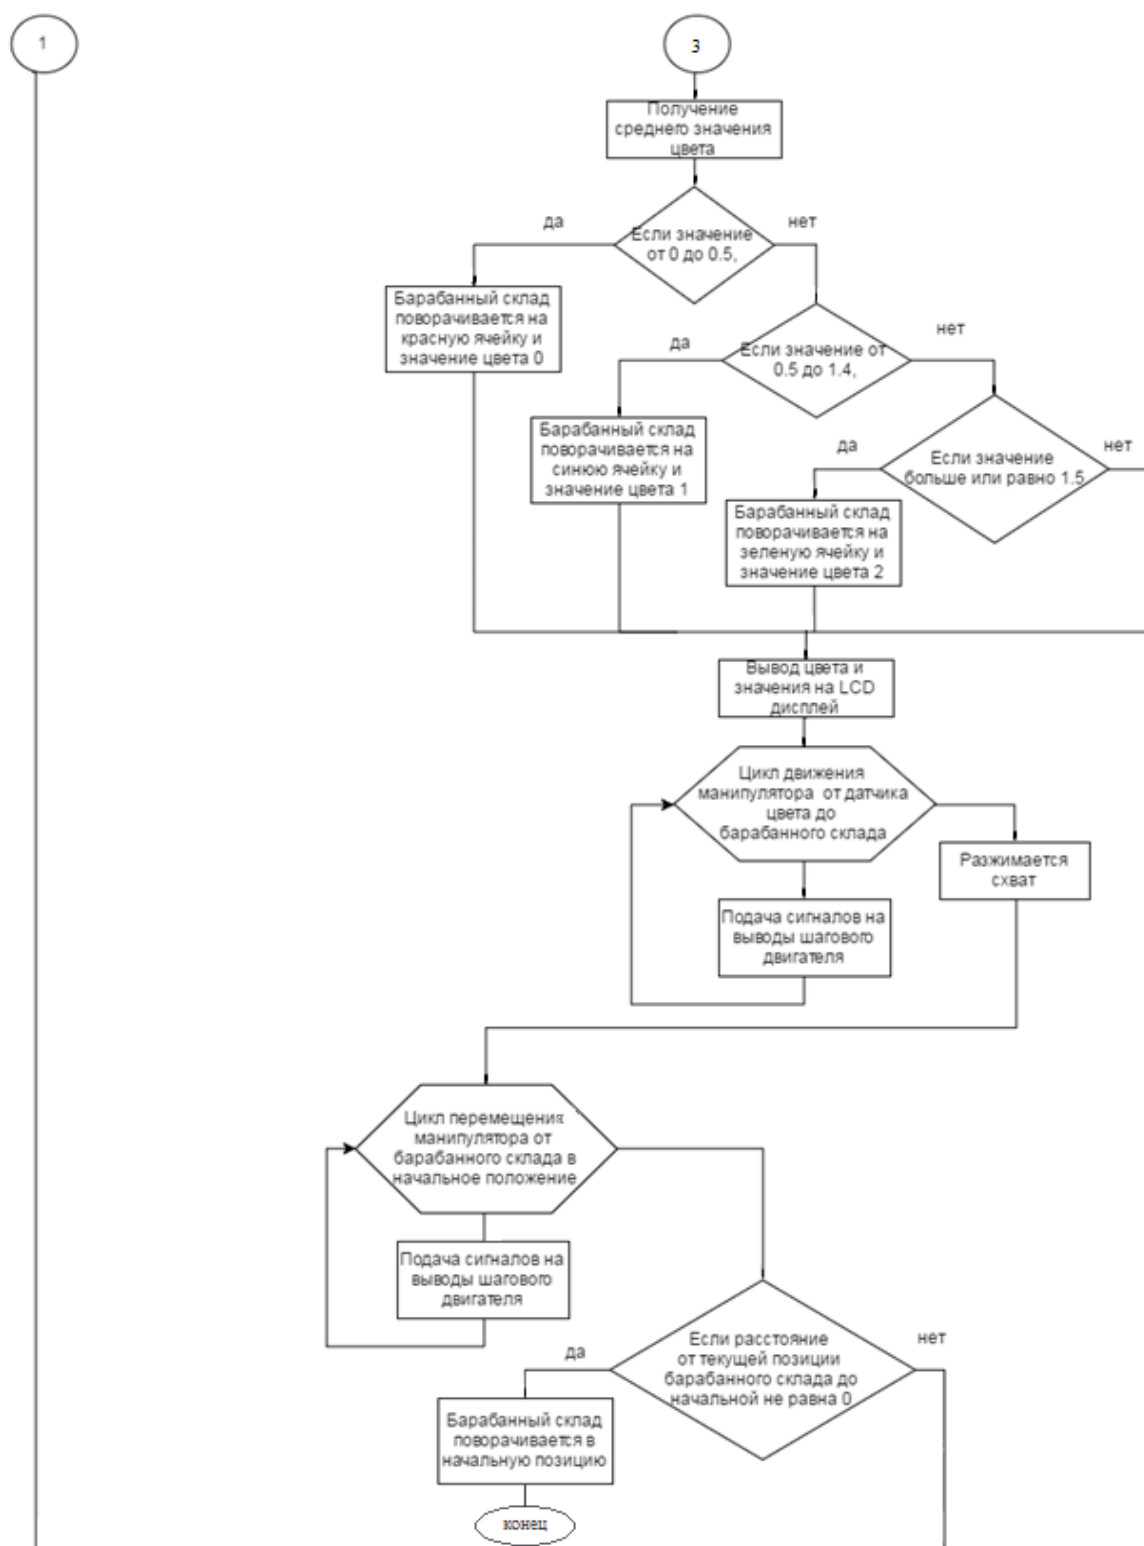 1
3
Получение
среднего значения
цвета
да
нет
Если значение
от 0 до 0.5,
Барабанный склад
поворачивается на
красную ячейку и
значение цвета 0
да
нет
Если значение от
0.5 до 1.4,
Барабанный склад
поворачивается на
синюю ячейку и
значение цвета 1
да
нет
Если значение
больше или равно 1.5
Барабанный склад
поворачивается на
зеленую ячейку и
значение цвета 2
Вывод цвета и
значения на LCD
дисплей
Цикл движения
манипулятора от датчика
цвета до
барабанного склада
Разжимается
схват
Подача сигналов на
выводы шагового
двигателя
Цикл перемещения
манипулятора от
барабанного склада в
начальное положение
Подача сигналов на
выводы шагового
двигателя
да
нет
Если расстояние
от текущей позиции
барабанного склада до
начальной не равна 0
Барабанный склад
поворачивается в
начальную позицию
конец